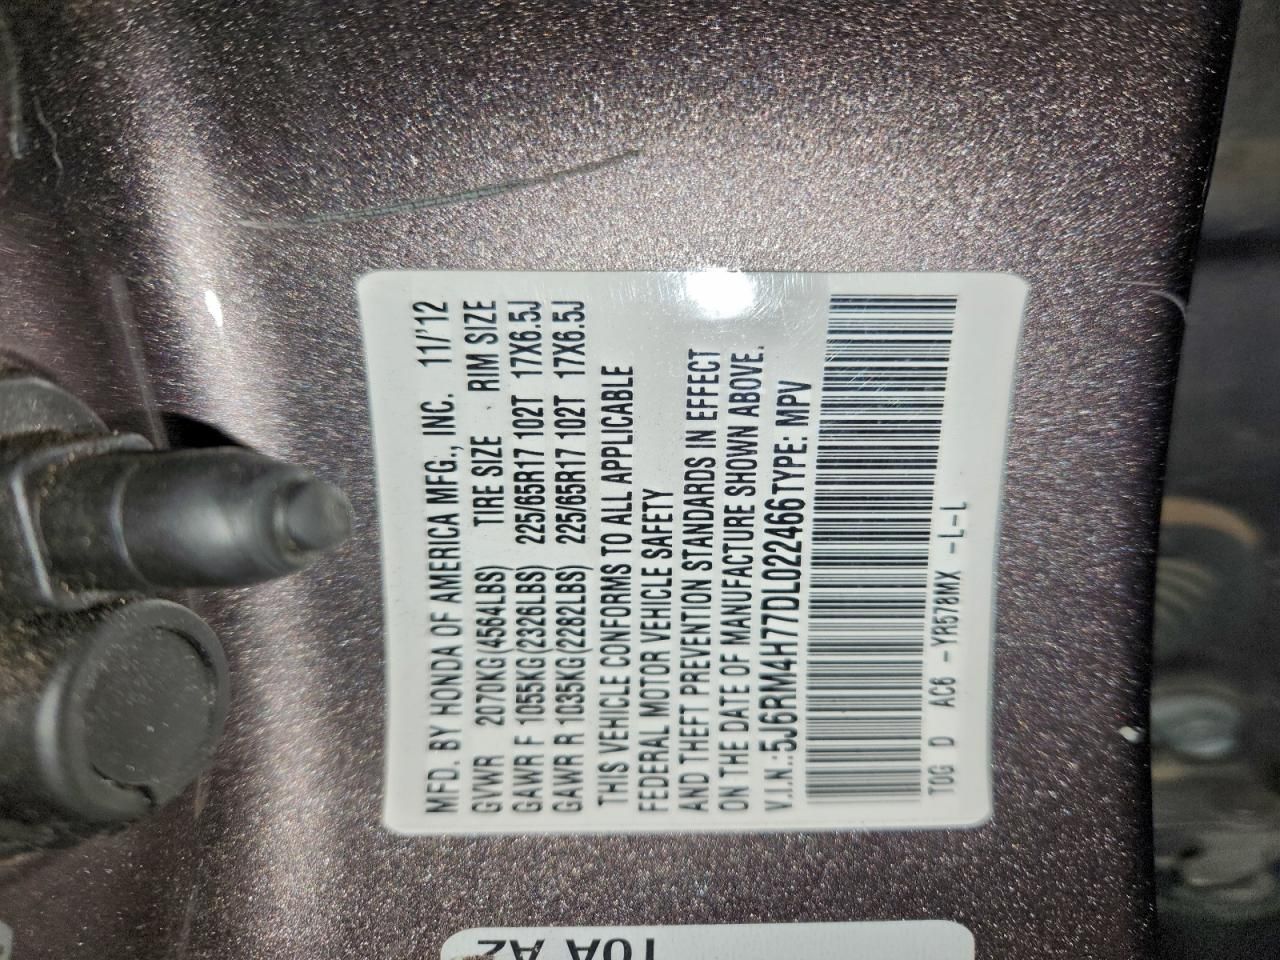 MFD. BY HONDA OF AMERICA MFG., INC. 11/'12
GVWR 2070KG(4564LBS) TIRE SIZE RIM SIZE
GAWR F 1055KG(2326LBS) 225/65R17 102T 17X6.5J
GAWR R 1035KG(2282LBS) 225/65R17 102T 17X6.5J
THIS VEHICLE CONFORMS TO ALL APPLICABLE
FEDERAL MOTOR VEHICLE SAFETY
AND THEFT PREVENTION STANDARDS IN EFFECT
ON THE DATE OF MANUFACTURE SHOWN ABOVE.
V.I.N.:5J6RM4H77DL022466 TYPE: MPV
T0G D AC6 -YR578MX -L-L